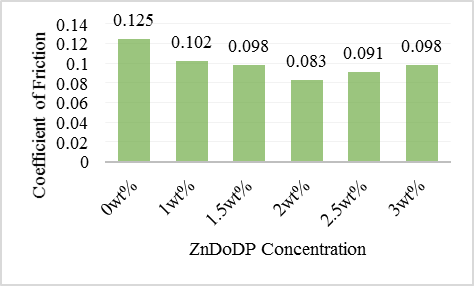 0.14
0.12
0.1
0.08
0.06
0.04
0.02
0
Coefficient of Friction
0.125
0.102
0.098
0.083
0.091
0.098
0wt%
1wt%
1.5wt%
2wt%
2.5wt%
3wt%
ZnDoDP Concentration